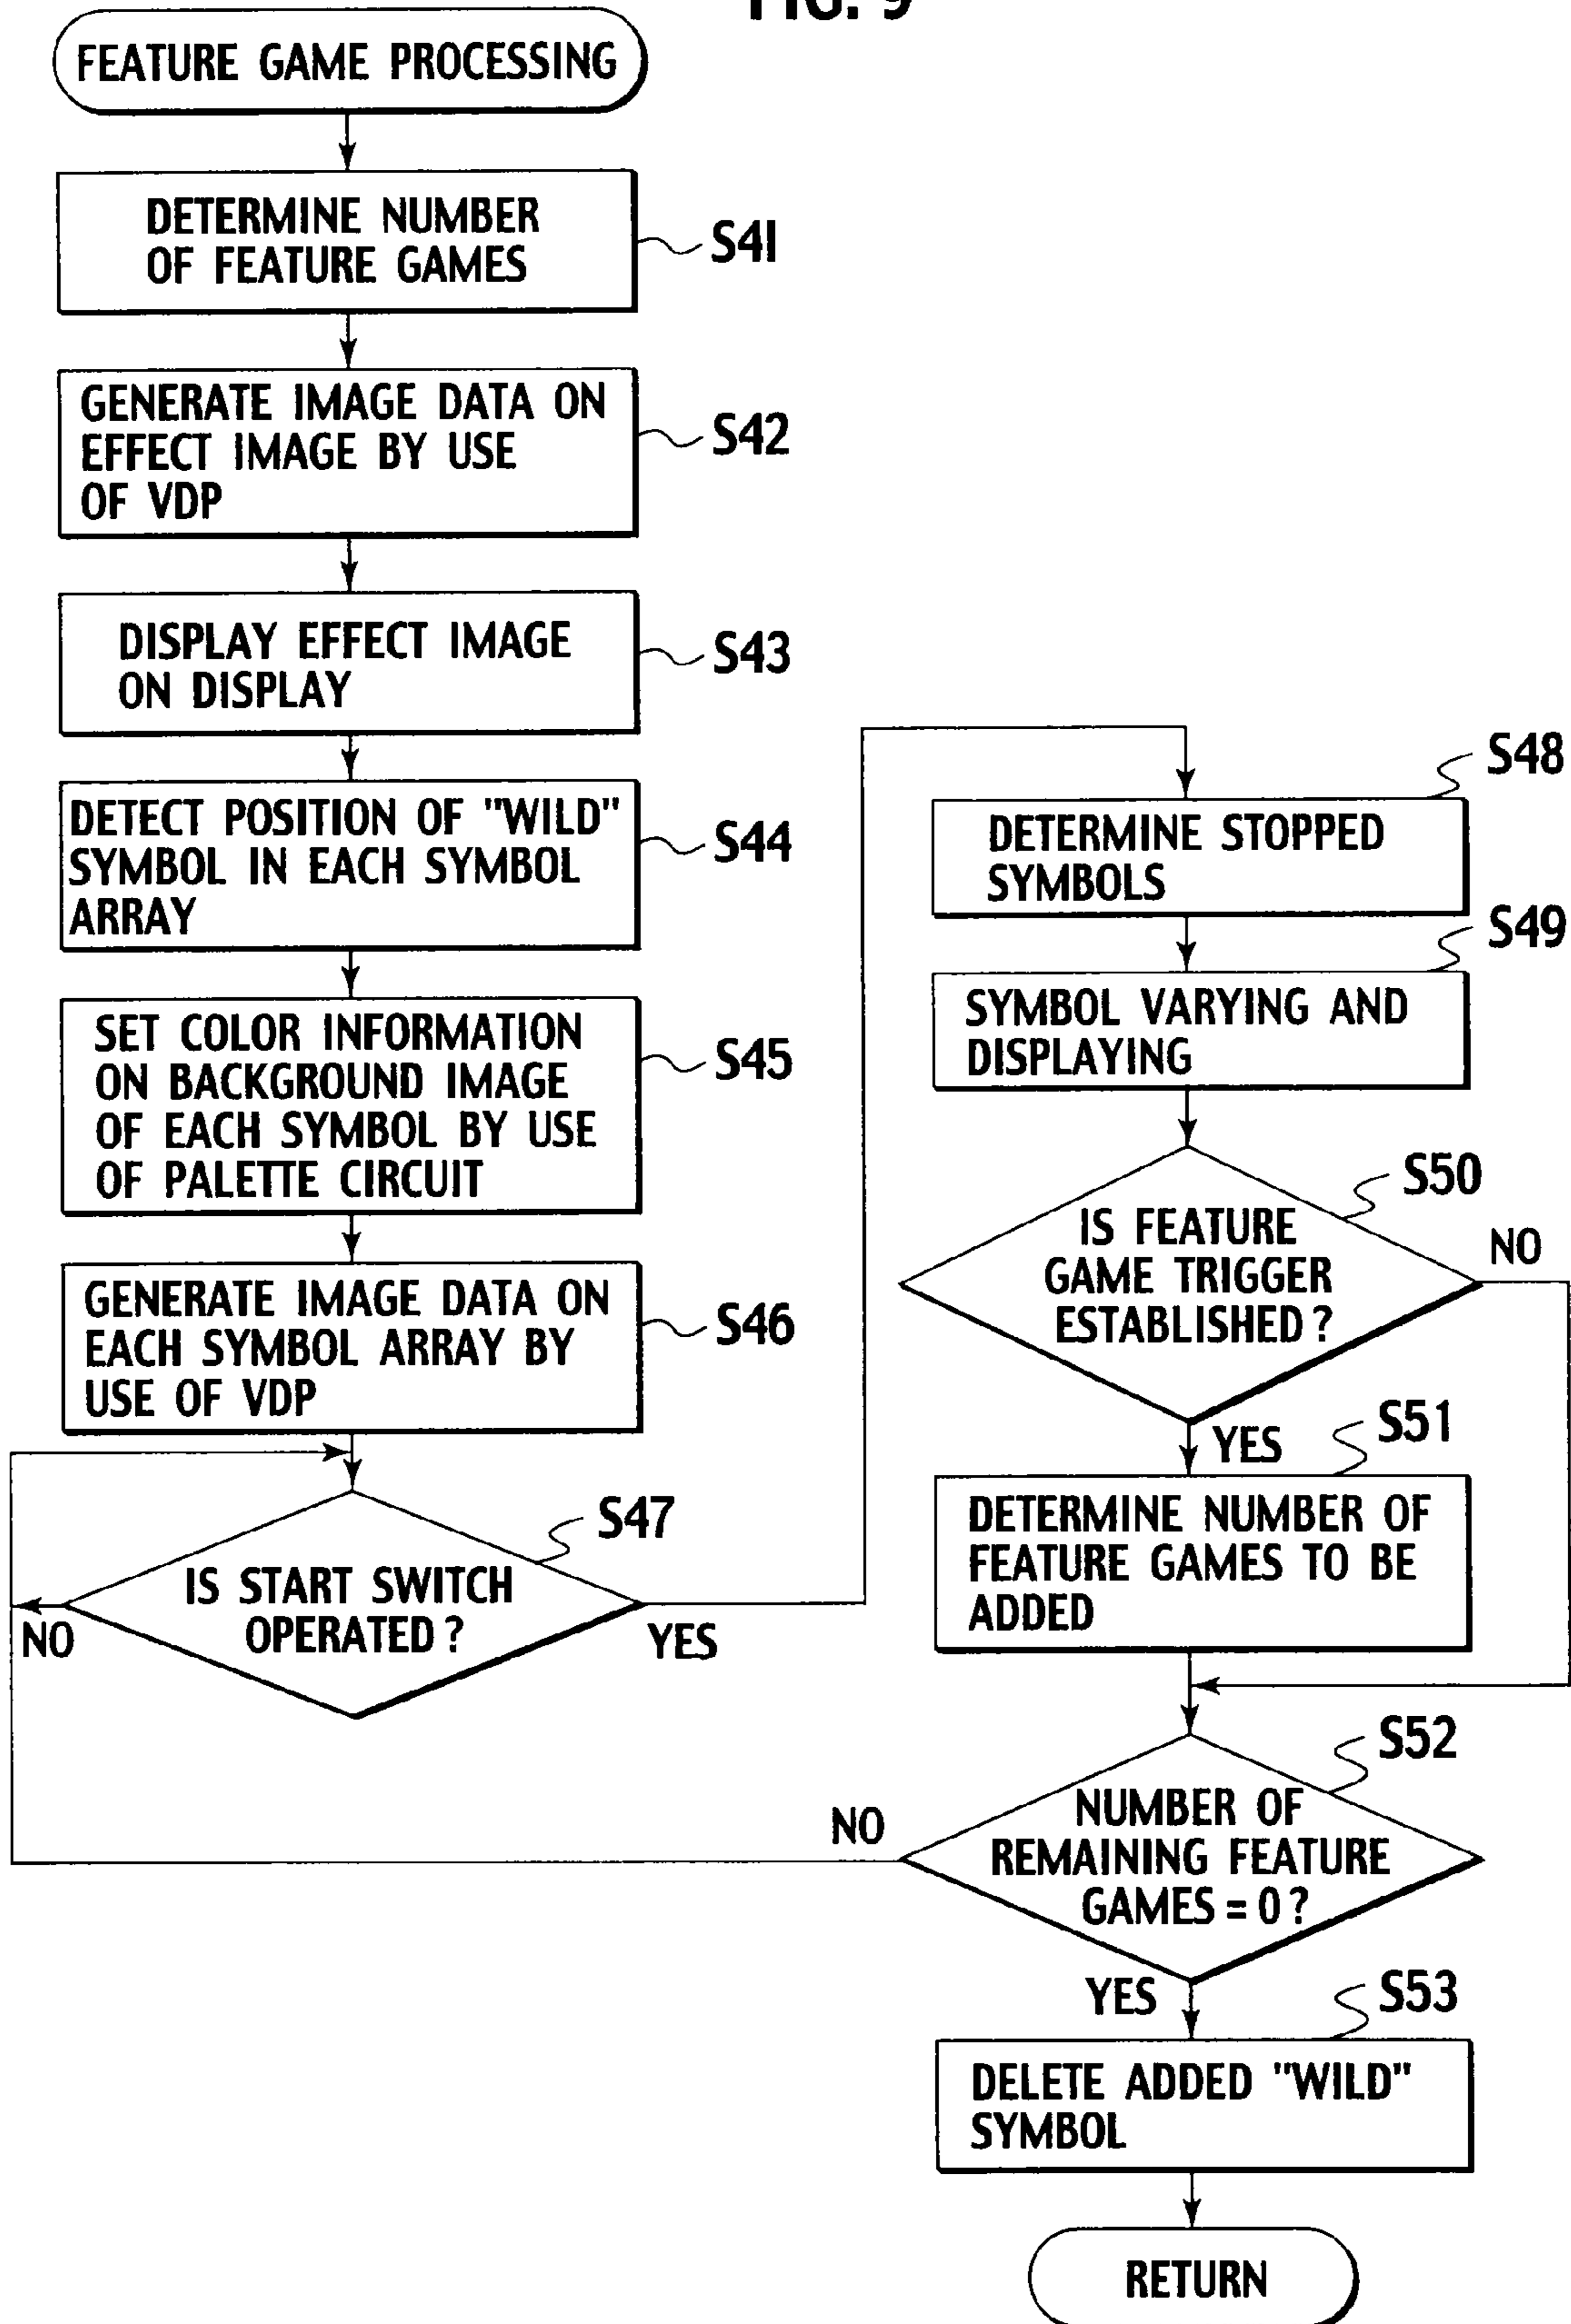 FIG. 9
FEATURE GAME PROCESSING
DETERMINE NUMBER
OF FEATURE GAMES
S41
GENERATE IMAGE DATA ON
EFFECT IMAGE BY USE
OF VDP
S42
DISPLAY EFFECT IMAGE
ON DISPLAY
S43
DETECT POSITION OF "WILD"
SYMBOL IN EACH SYMBOL
ARRAY
S44
SET COLOR INFORMATION
ON BACKGROUND IMAGE
OF EACH SYMBOL BY USE
OF PALETTE CIRCUIT
S45
GENERATE IMAGE DATA ON
EACH SYMBOL ARRAY BY
USE OF VDP
S46
S47
IS START SWITCH
OPERATED ?
NO
YES
S48
DETERMINE STOPPED
SYMBOLS
S49
SYMBOL VARYING AND
DISPLAYING
S50
IS FEATURE
GAME TRIGGER
ESTABLISHED ?
NO
YES
S51
DETERMINE NUMBER OF
FEATURE GAMES TO BE
ADDED
S52
NUMBER OF
REMAINING FEATURE
GAMES = 0 ?
NO
YES
S53
DELETE ADDED "WILD"
SYMBOL
RETURN